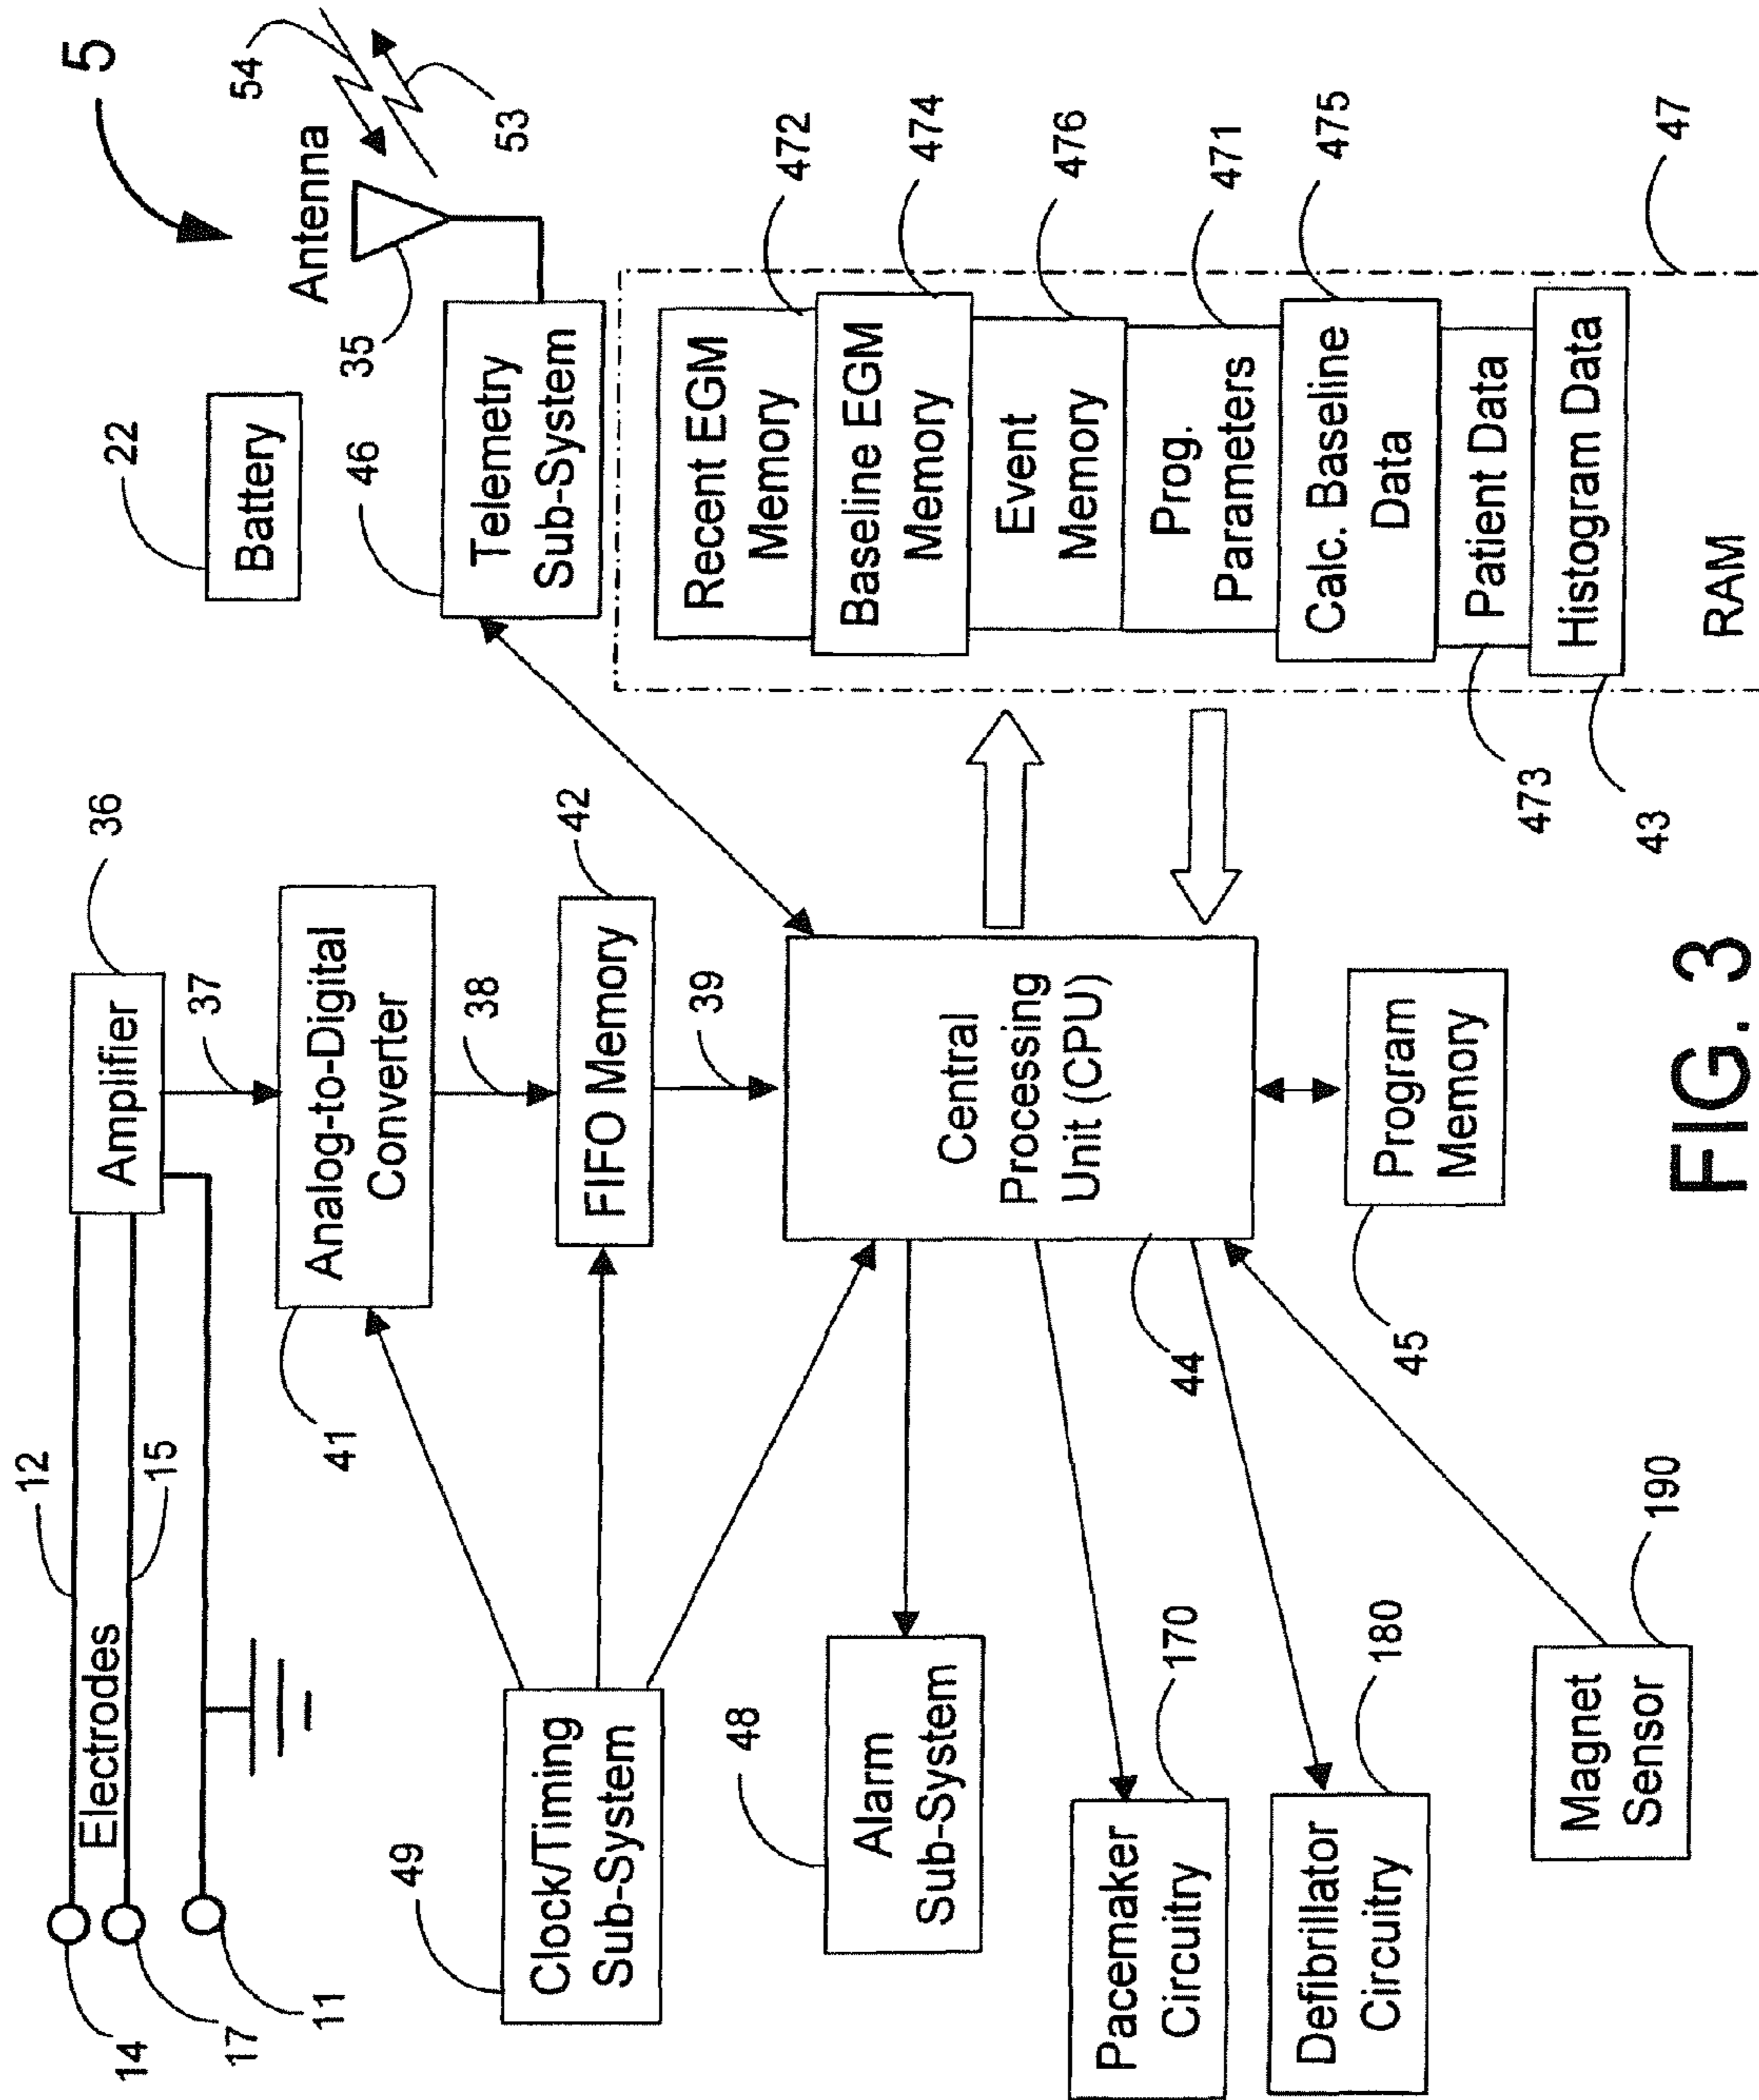 5
54
53
Antenna
35
22
Battery
46
Telemetry
Sub-System
36
Amplifier
37
12
Electrodes
15
14
17
11
Analog-to-Digital
Converter
41
38
42
FIFO Memory
39
49
Clock/Timing
Sub-System
Central
Processing
Unit (CPU)
44
48
Alarm
Sub-System
170
Pacemaker
Circuitry
180
Defibrillator
Circuitry
190
Magnet
Sensor
45
Program
Memory
Recent EGM
Memory
472
Baseline EGM
Memory
474
Event
Memory
476
Prog.
Parameters
471
Calc. Baseline
Data
475
Patient Data
473
Histogram Data
43
47
RAM
FIG. 3